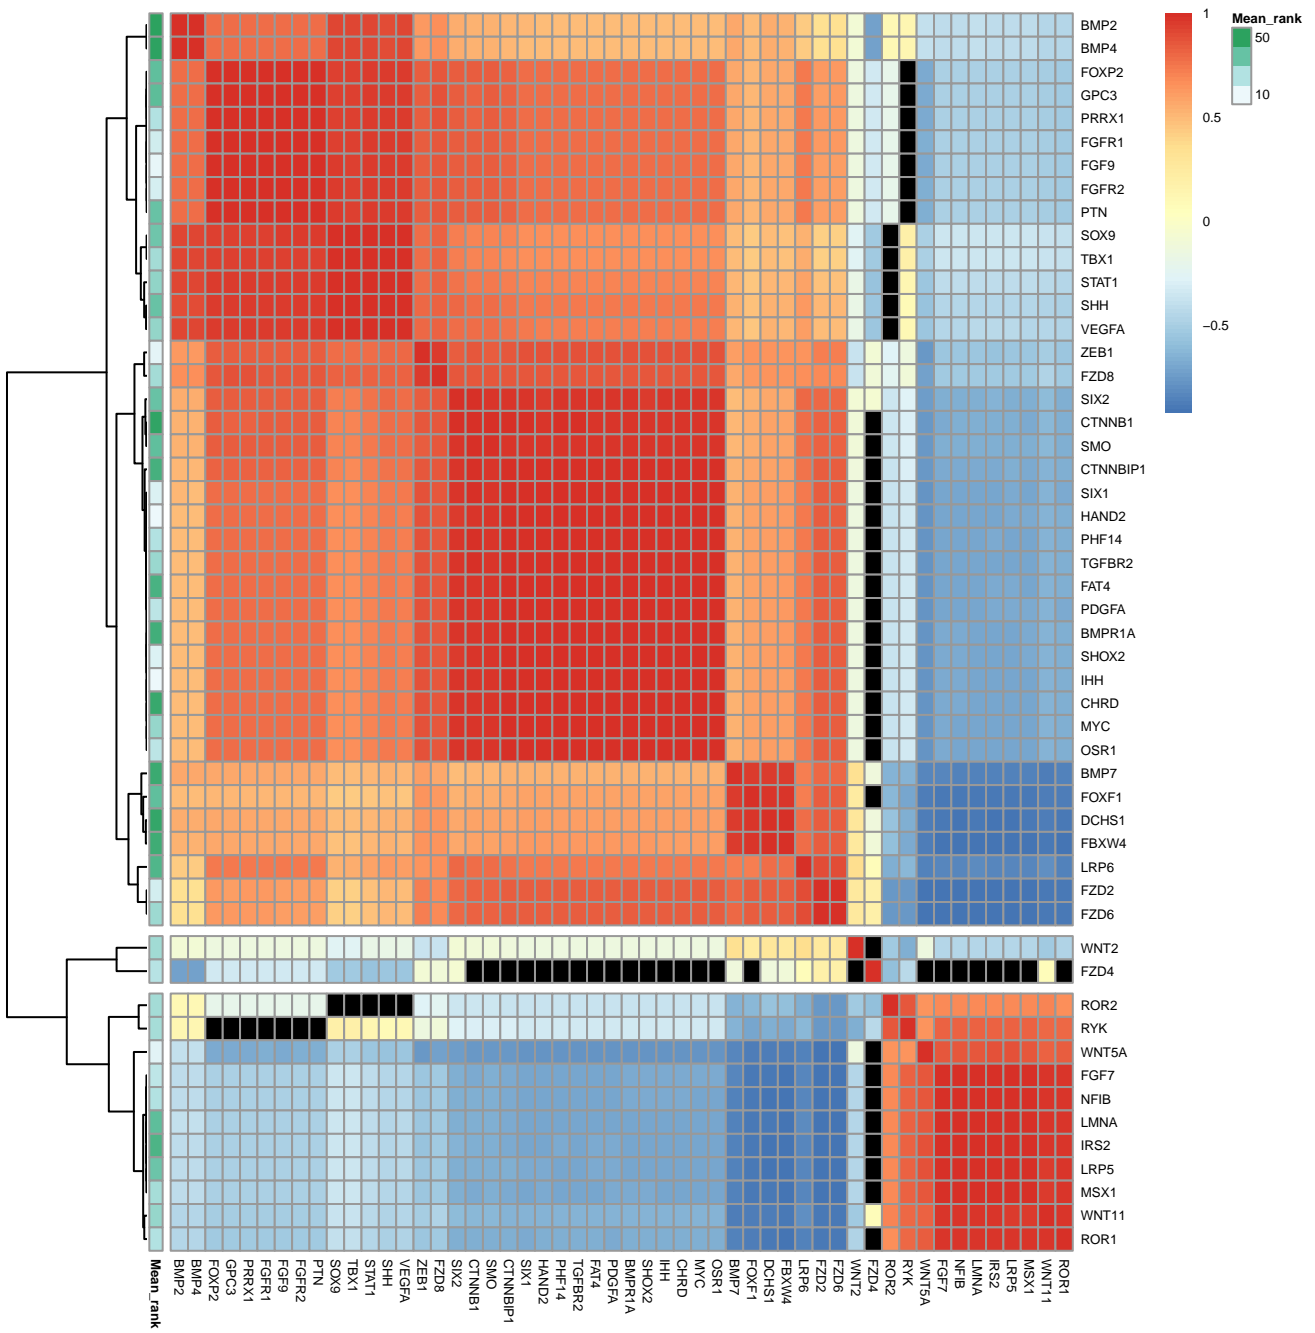 1
0.5
0
−0.5
Mean_rank
50
10
BMP2
BMP4
FOXP2
GPC3
PRRX1
FGFR1
FGF9
FGFR2
PTN
SOX9
TBX1
STAT1
SHH
VEGFA
ZEB1
FZD8
SIX2
CTNNB1
SMO
CTNNBIP1
SIX1
HAND2
PHF14
TGFBR2
FAT4
PDGFA
BMPR1A
SHOX2
IHH
CHRD
MYC
OSR1
BMP7
FOXF1
DCHS1
FBXW4
LRP6
FZD2
FZD6
WNT2
FZD4
ROR2
RYK
WNT5A
FGF7
NFIB
LMNA
IRS2
LRP5
MSX1
WNT11
ROR1
Mean_rank
BMP2
BMP4
FOXP2
GPC3
PRRX1
FGFR1
FGF9
FGFR2
PTN
SOX9
TBX1
STAT1
SHH
VEGFA
ZEB1
FZD8
SIX2
CTNNB1
SMO
CTNNBIP1
SIX1
HAND2
PHF14
TGFBR2
FAT4
PDGFA
BMPR1A
SHOX2
IHH
CHRD
MYC
OSR1
BMP7
FOXF1
DCHS1
FBXW4
LRP6
FZD2
FZD6
WNT2
FZD4
ROR2
RYK
WNT5A
FGF7
NFIB
LMNA
IRS2
LRP5
MSX1
WNT11
ROR1